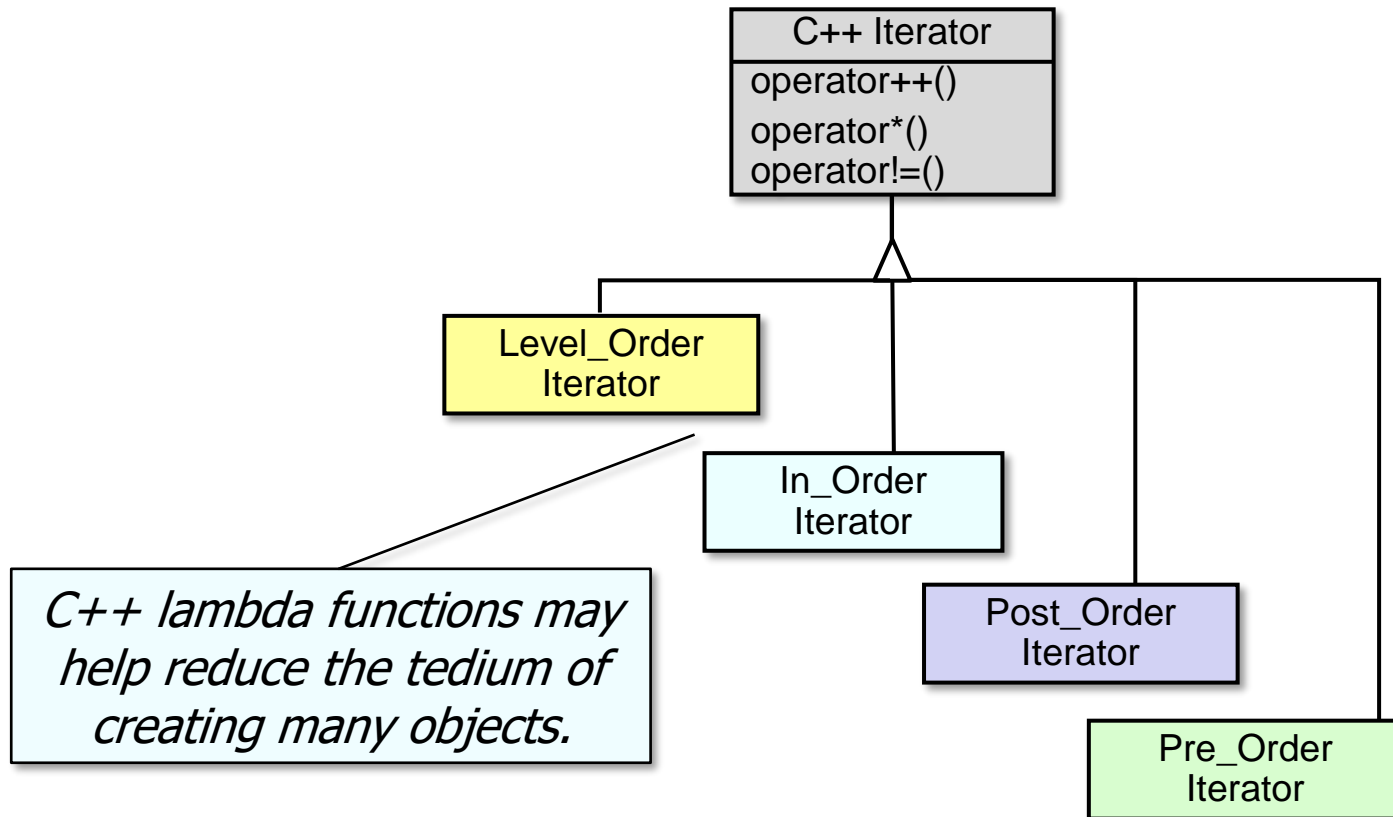 C++ Iterator
operator++()
operator*()
operator!=()
Level_Order
Iterator
In_Order
Iterator
C++ lambda functions may
help reduce the tedium of
creating many objects.
Post_Order
Iterator
Pre_Order
Iterator